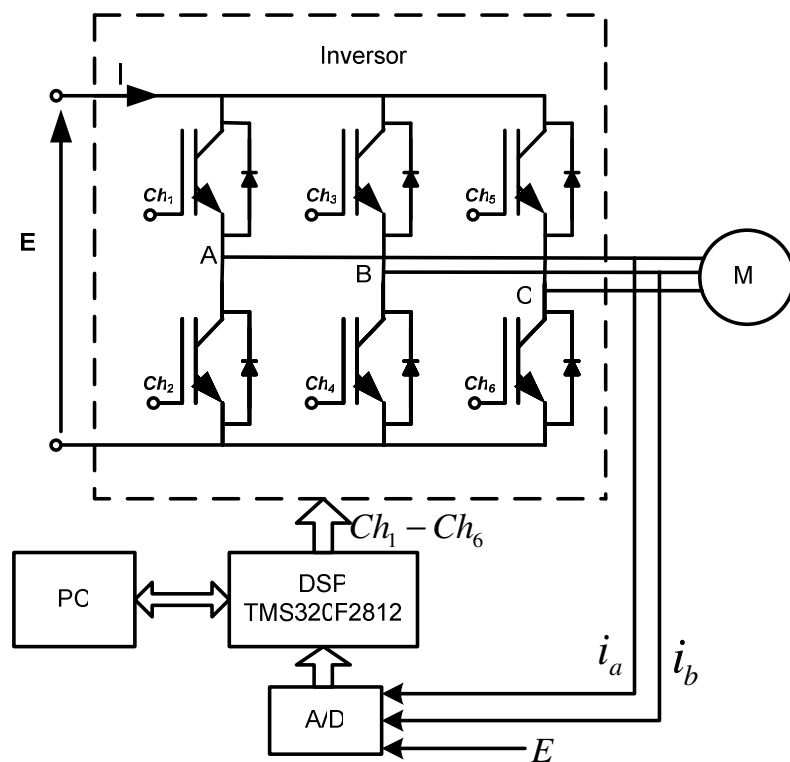 Inversor
I
Ch1
Ch3
Ch5
E
A
B
C
M
Ch2
Ch4
Ch6
Ch1 − Ch6
PC
DSP
TMS320F2812
ia
ib
A/D
E